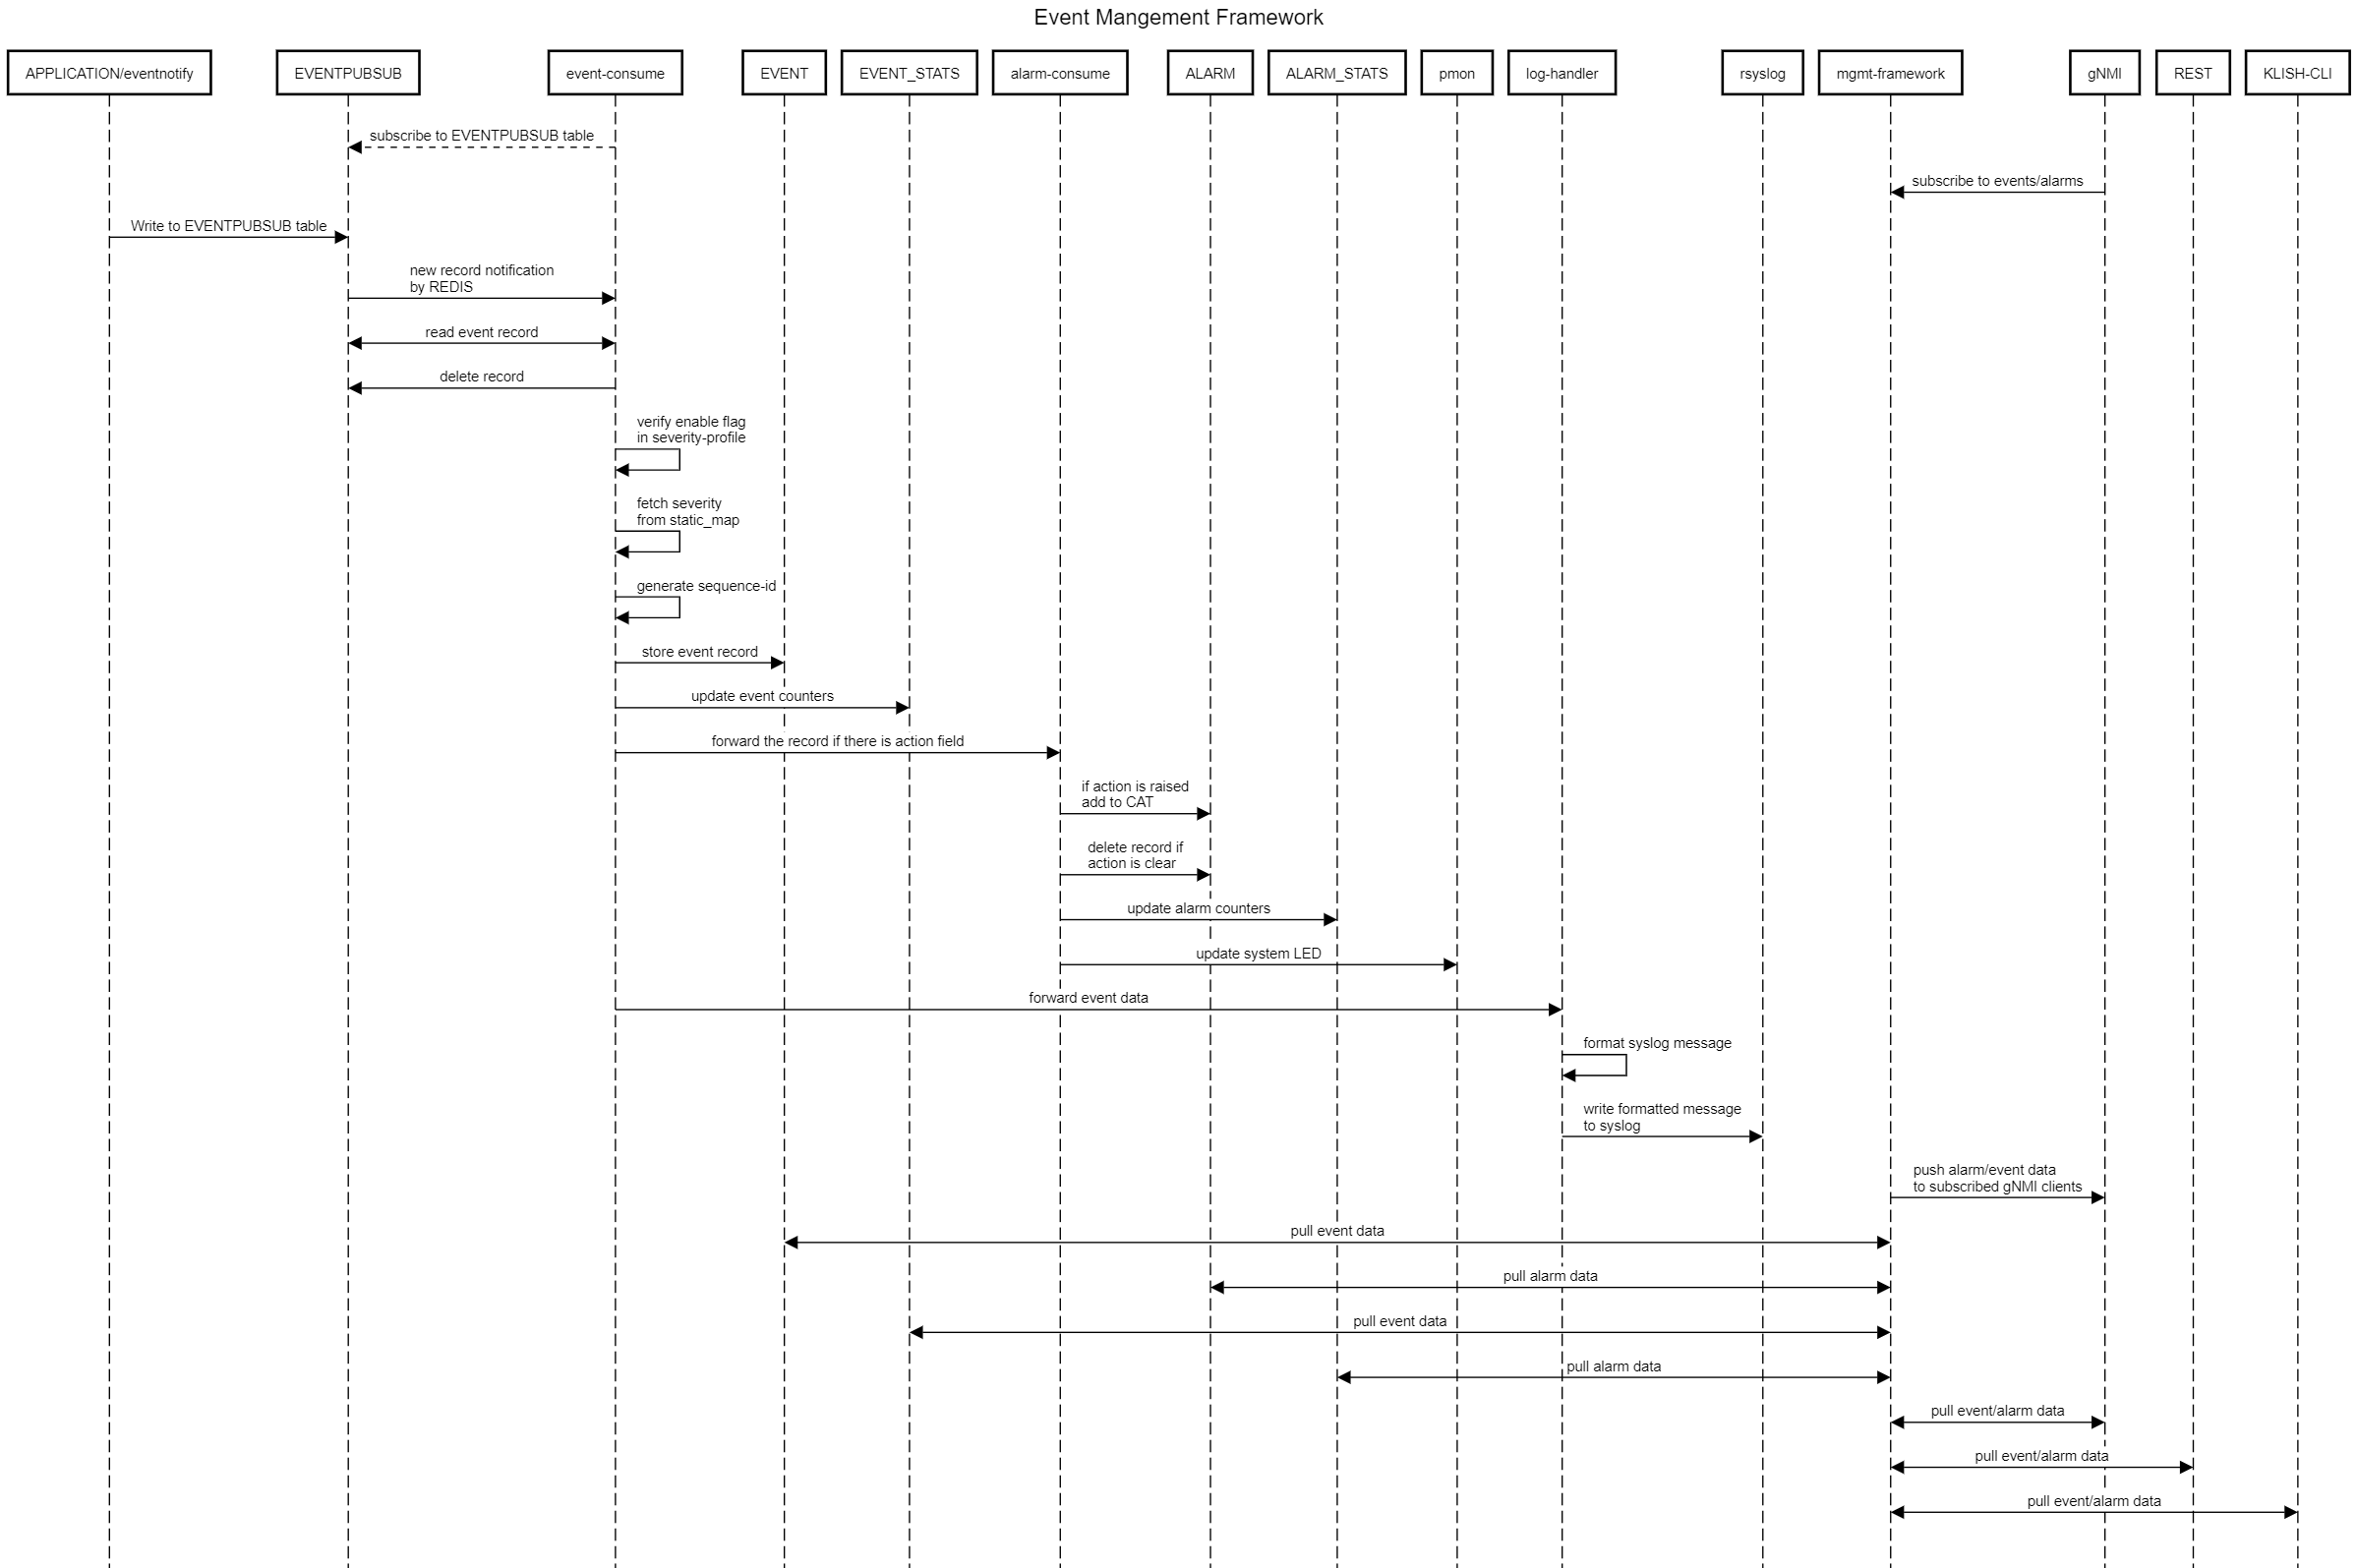 Event Mangement Framework
APPLICATION/eventnotify
EVENTPUBSUB
event-consume
EVENT
EVENT_STATS
alarm-consume
ALARM
ALARM_STATS
pmon
log-handler
rsyslog
mgmt-framework
gNMI
REST
KLISH-CLI
subscribe to EVENTPUBSUB table
subscribe to events/alarms
Write to EVENTPUBSUB table
new record notification
by REDIS
read event record
delete record
verify enable flag
in severity-profile
fetch severity
from static_map
generate sequence-id
store event record
update event counters
forward the record if there is action field
if action is raised
add to CAT
delete record if
action is clear
update alarm counters
update system LED
forward event data
format syslog message
write formatted message
to syslog
push alarm/event data
to subscribed gNMI clients
pull event data
pull alarm data
pull event data
pull alarm data
pull event/alarm data
pull event/alarm data
pull event/alarm data